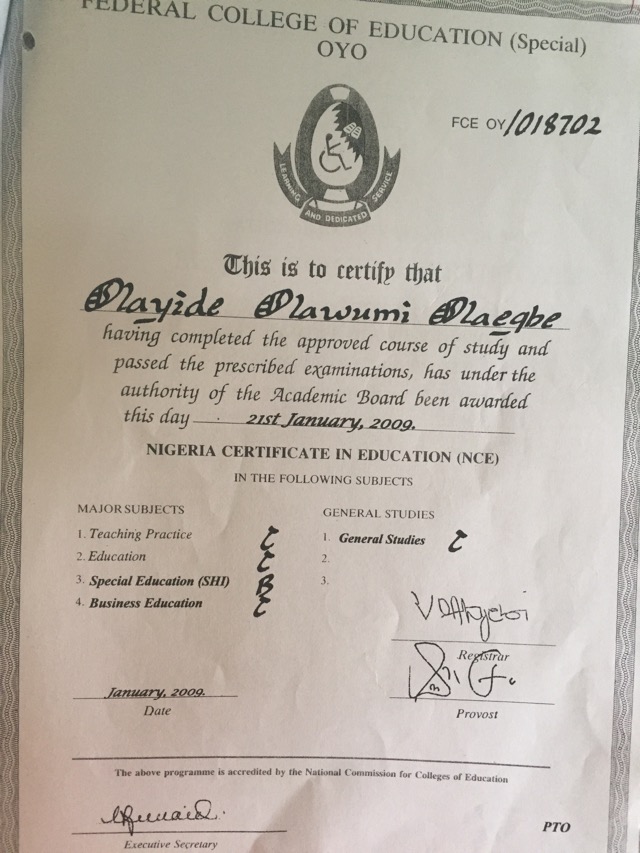 FEDERAL COLLEGE OF EDUCATION (Special)
OYO
FCE OY/018702
LEARNING AND DEDICATED SERVICE
This is to certify that
Olayide Olawumi Olaegbe
having completed the approved course of study and
passed the prescribed examinations, has under the
authority of the Academic Board been awarded
this day 21st January, 2009.
NIGERIA CERTIFICATE IN EDUCATION (NCE)
IN THE FOLLOWING SUBJECTS
MAJOR SUBJECTS
1. Teaching Practice C
2. Education C
3. Special Education (SHI) B
4. Business Education C
GENERAL STUDIES
1. General Studies C
2.
3.
Registrar
January, 2009.
Date
Provost
The above programme is accredited by the National Commission for Colleges of Education
Executive Secretary
PTO